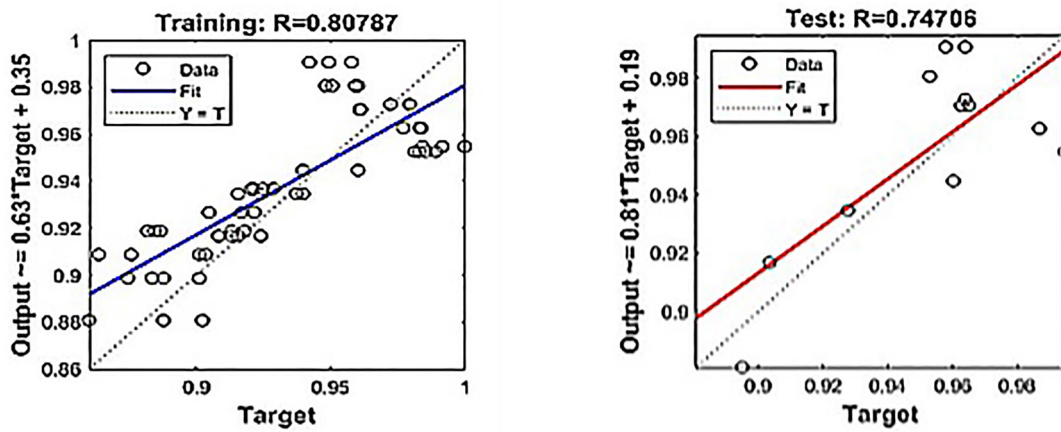 Training: R=0.80787
Output ~= 0.63*Target + 0.35
1
0.98
0.96
0.94
0.92
0.9
0.88
0.86
Data
Fit
Y = T
0.9
0.95
1
Target
Test: R=0.74706
Output ~= 0.81*Target + 0.19
0.98
0.96
0.94
0.92
0.9
Data
Fit
Y = T
0.9
0.92
0.94
0.96
0.98
Target